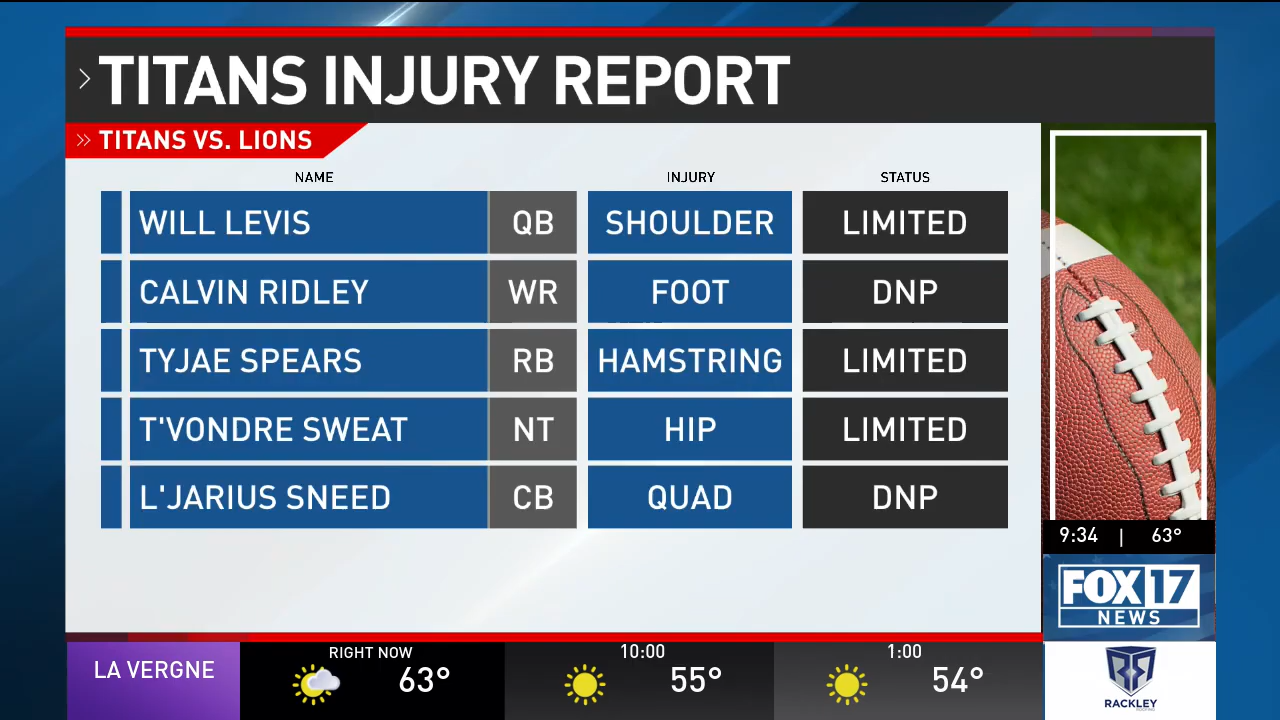 TITANS INJURY REPORT
TITANS VS. LIONS
NAME INJURY STATUS
WILL LEVIS QB SHOULDER LIMITED
CALVIN RIDLEY WR FOOT DNP
TYJAE SPEARS RB HAMSTRING LIMITED
T'VONDRE SWEAT NT HIP LIMITED
L'JARIUS SNEED CB QUAD DNP
9:34 | 63°
FOX 17
NEWS
LA VERGNE
RIGHT NOW
63°
10:00
55°
1:00
54°
RACKLEY